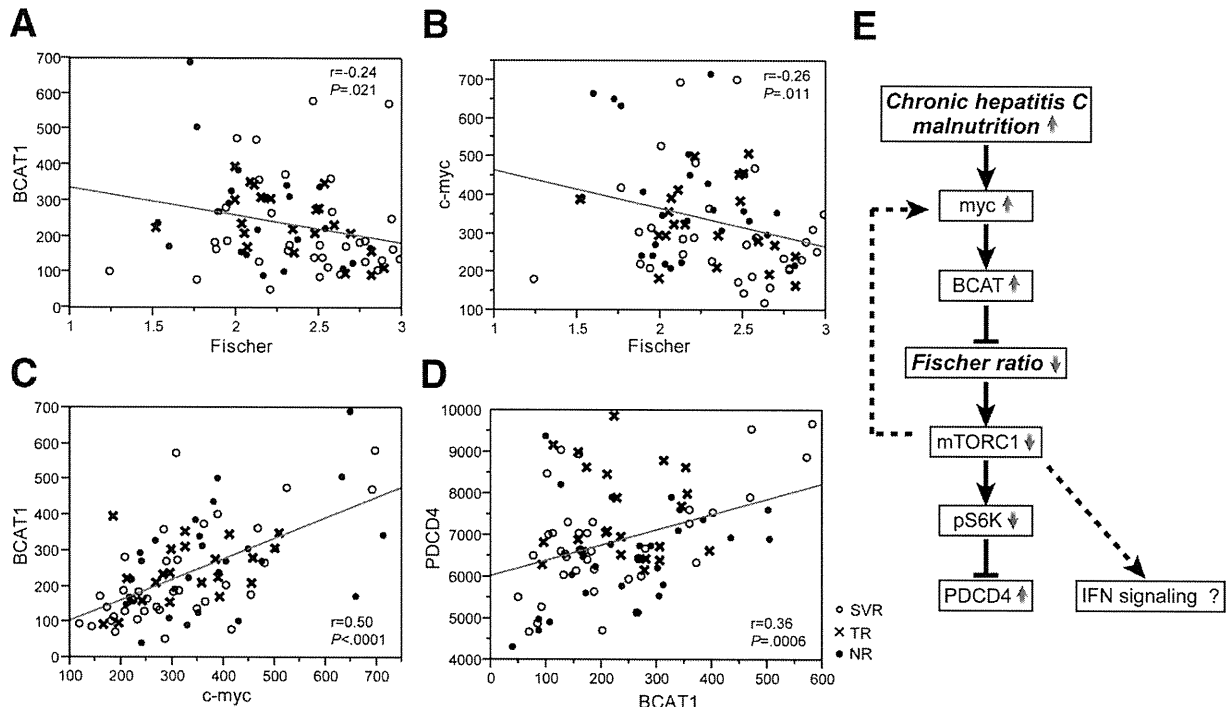 A
700
600
500
400
300
200
100
0
BCAT1
r=-0.24
P=.021
1 1.5 2 2.5 3
Fischer
B
700
600
500
400
300
200
100
c-myc
r=-0.26
P=.011
1 1.5 2 2.5 3
Fischer
C
700
600
500
400
300
200
100
0
BCAT1
r=0.50
P<.0001
100 200 300 400 500 600 700
c-myc
D
10000
9000
8000
7000
6000
5000
4000
PDCD4
r=0.36
P=.0006
0 100 200 300 400 500 600
BCAT1
SVR
TR
NR
E
Chronic hepatitis C
malnutrition
myc
BCAT
Fischer ratio
mTORC1
pS6K
PDCD4
IFN signaling ?